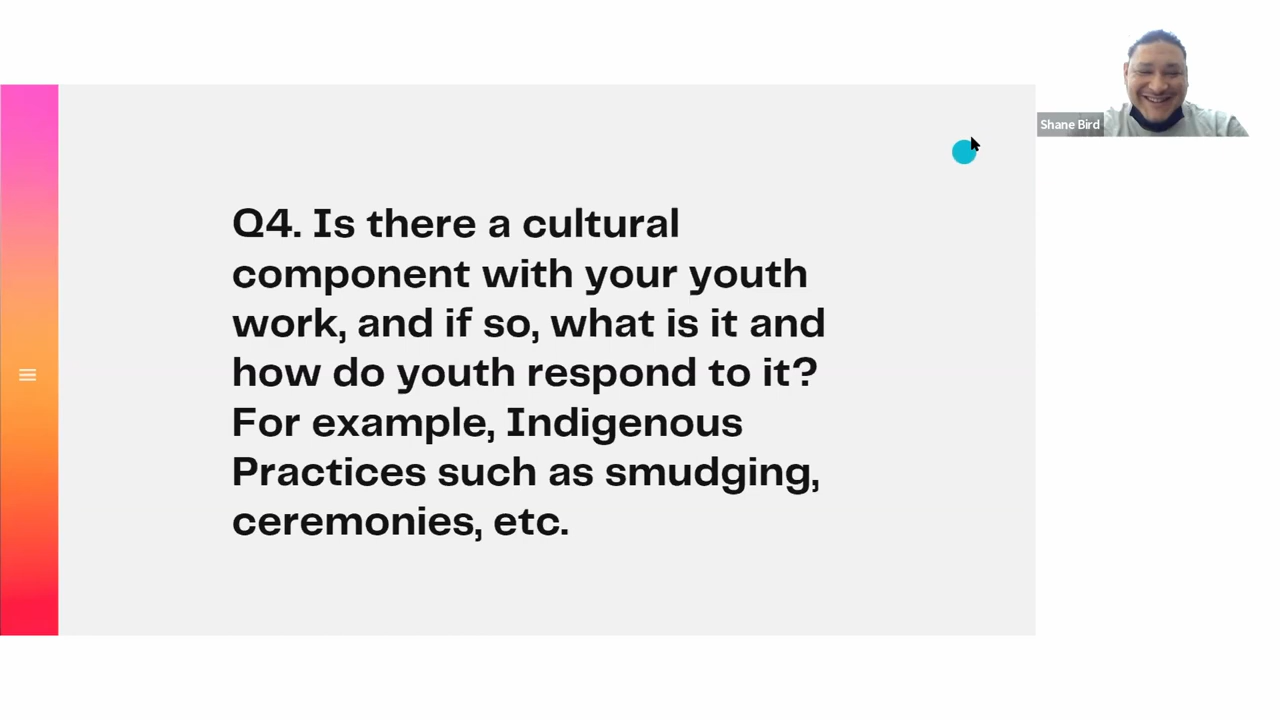 Q4. Is there a cultural
component with your youth
work, and if so, what is it and
how do youth respond to it?
For example, Indigenous
Practices such as smudging,
ceremonies, etc.
Shane Bird